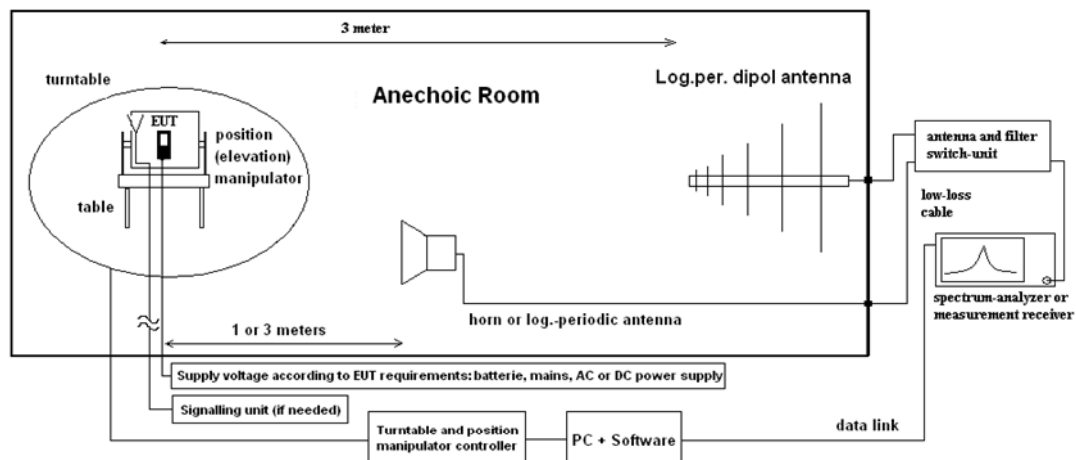 3 meter
turntable
Log.per. dipol antenna
Anechoic Room
EUT
position
(elevation)
manipulator
table
antenna and filter
switch-unit
low-loss
cable
spectrum-analyzer or
measurement receiver
horn or log.-periodic antenna
1 or 3 meters
Supply voltage according to EUT requirements: batterie, mains, AC or DC power supply
Signalling unit (if needed)
Turntable and position
manipulator controller
PC + Software
data link